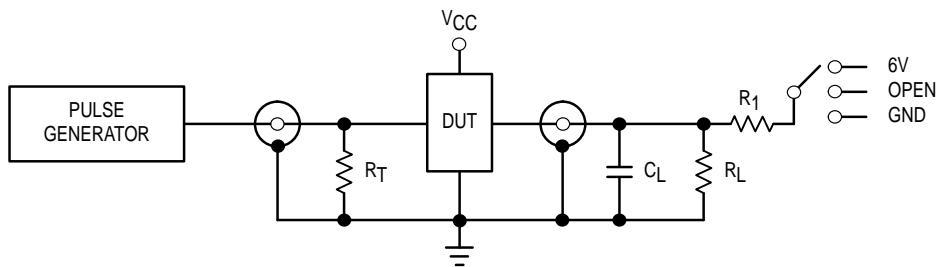 VCC
6V
OPEN
GND
R1
PULSE
GENERATOR
DUT
RT
CL
RL